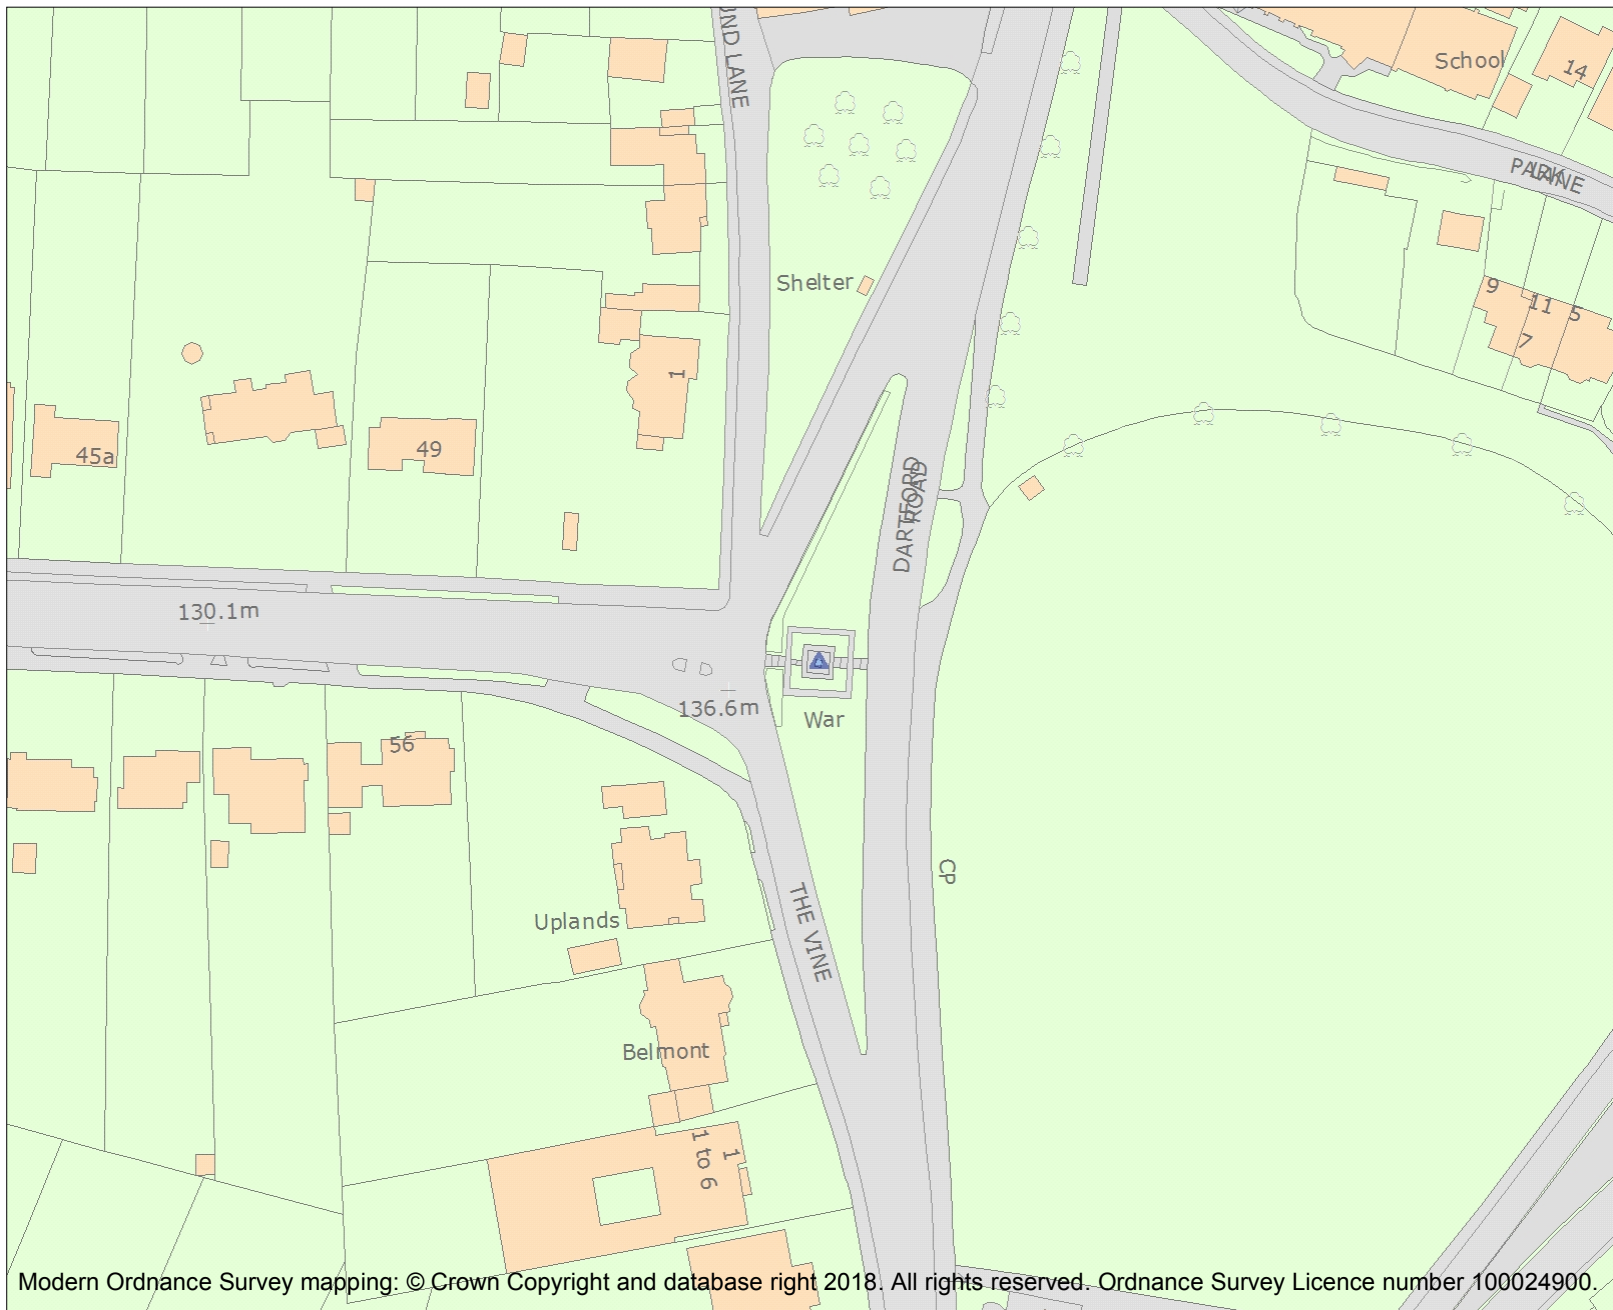 OND LANE
School
14
PARK LANE
Shelter
9
11
5
7
1
45a
49
DARTFORD ROAD
130.1m
136.6m
War
56
CP
Uplands
THE VINE
Belmont
1
1 to 6
Modern Ordnance Survey mapping: © Crown Copyright and database right 2018. All rights reserved. Ordnance Survey Licence number 100024900.